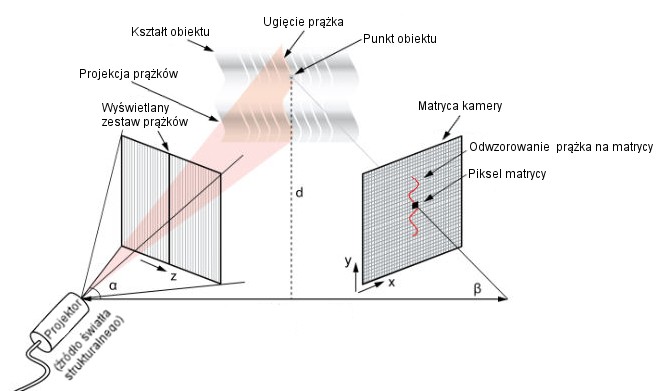 Ugięcie prążka
Kształt obiektu
Punkt obiektu
Projekcja prążków
Wyświetlany
zestaw prążków
Matryca kamery
Odwzorowanie prążka na matrycy
Piksel matrycy
d
z
α
y
x
β
Projektor
(źródło światła
strukturalnego)